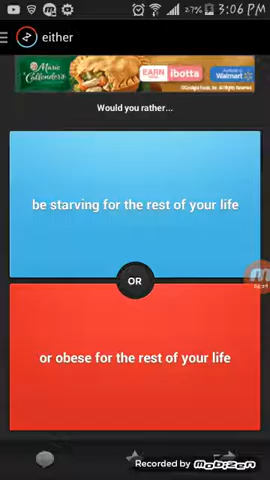 27% 3:06 PM
either
Marie Callender's
EARN
ibotta
Walmart
Would you rather...
be starving for the rest of your life
OR
or obese for the rest of your life
Recorded by Mobizen